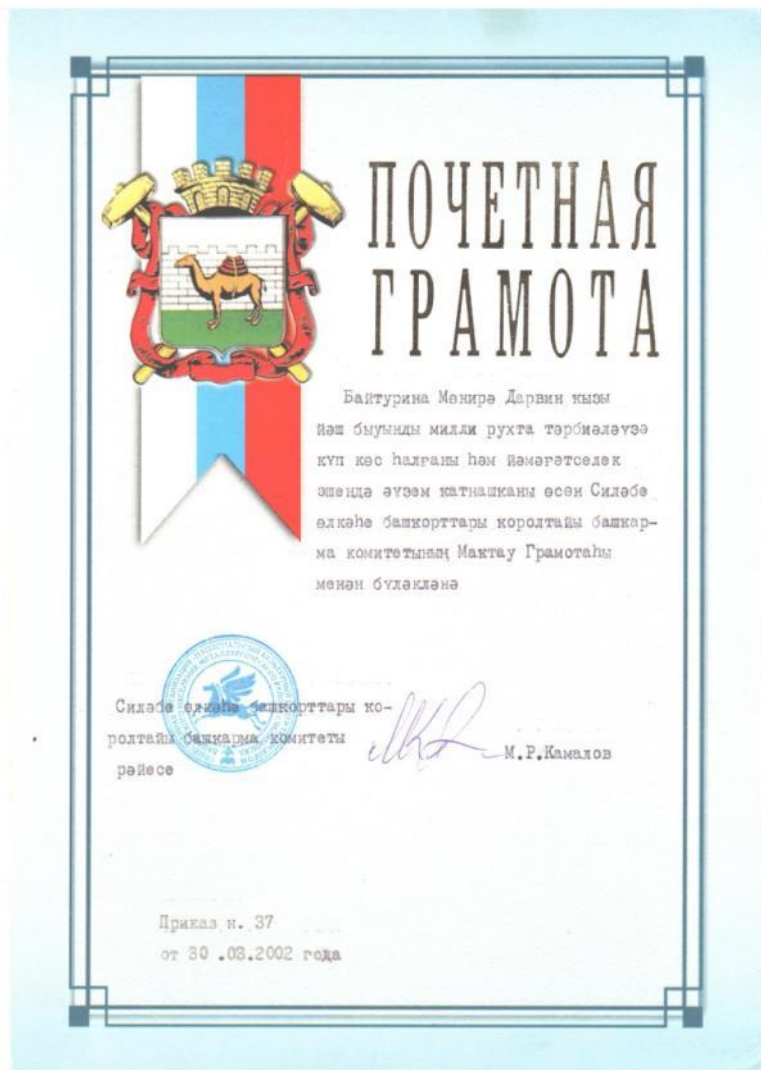 ПОЧЕТНАЯ
ГРАМОТА
Байтурина Мөнирә Дарвин кызы
йәш быуынды милли рухта тәрбиәләүзә
күп көс һалғаны һәм йәмәғәтселек
эшендә әүзем катнашканы өсөн Силәбе
өлкәһе башкорттары королтайы башкар-
ма комитетының Мактау Грамотаһы
менән бүләкләнә
Силәбе өлкәһе башкорттары ко-
ролтайы башкарма комитеты
рәйесе
М.Р.Камалов
Приказ н. 37
от 30 .03.2002 года